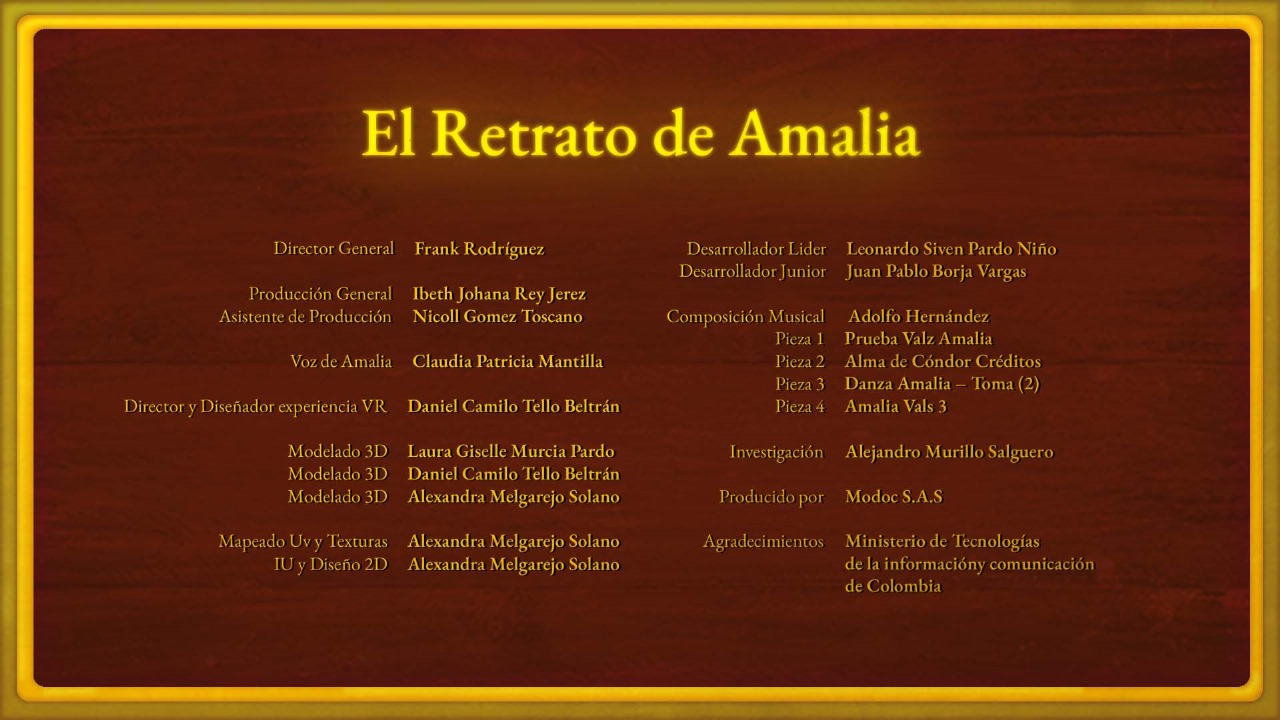 El Retrato de Amalia
Director General Frank Rodríguez
Producción General Ibeth Johana Rey Jerez
Asistente de Producción Nicoll Gomez Toscano
Voz de Amalia Claudia Patricia Mantilla
Director y Diseñador experiencia VR Daniel Camilo Tello Beltrán
Modelado 3D Laura Giselle Murcia Pardo
Modelado 3D Daniel Camilo Tello Beltrán
Modelado 3D Alexandra Melgarejo Solano
Mapeado Uv y Texturas Alexandra Melgarejo Solano
IU y Diseño 2D Alexandra Melgarejo Solano
Desarrollador Lider Leonardo Siven Pardo Niño
Desarrollador Junior Juan Pablo Borja Vargas
Composición Musical Adolfo Hernández
Pieza 1 Prueba Valz Amalia
Pieza 2 Alma de Cóndor Créditos
Pieza 3 Danza Amalia – Toma (2)
Pieza 4 Amalia Vals 3
Investigación Alejandro Murillo Salguero
Producido por Modoc S.A.S
Agradecimientos Ministerio de Tecnologías
de la informacióny comunicación
de Colombia